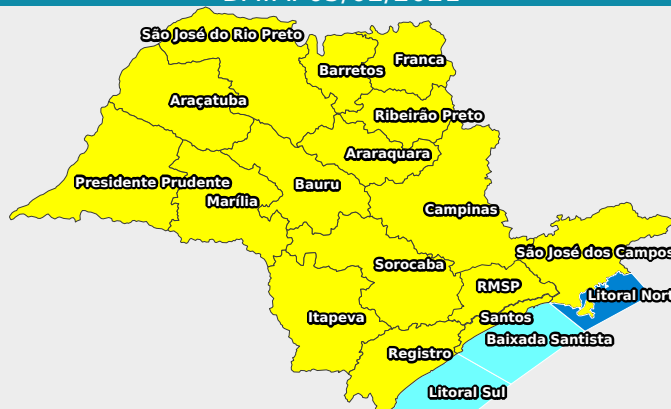 São José do Rio Preto
Franca
Barretos
Araçatuba
Ribeirão Preto
Araraquara
Presidente Prudente
Bauru
Marília
Campinas
São José dos Campos
Sorocaba
RMSP
Litoral Nort
Itapeva
Santos
Baixada Santista
Registro
Litoral Sul